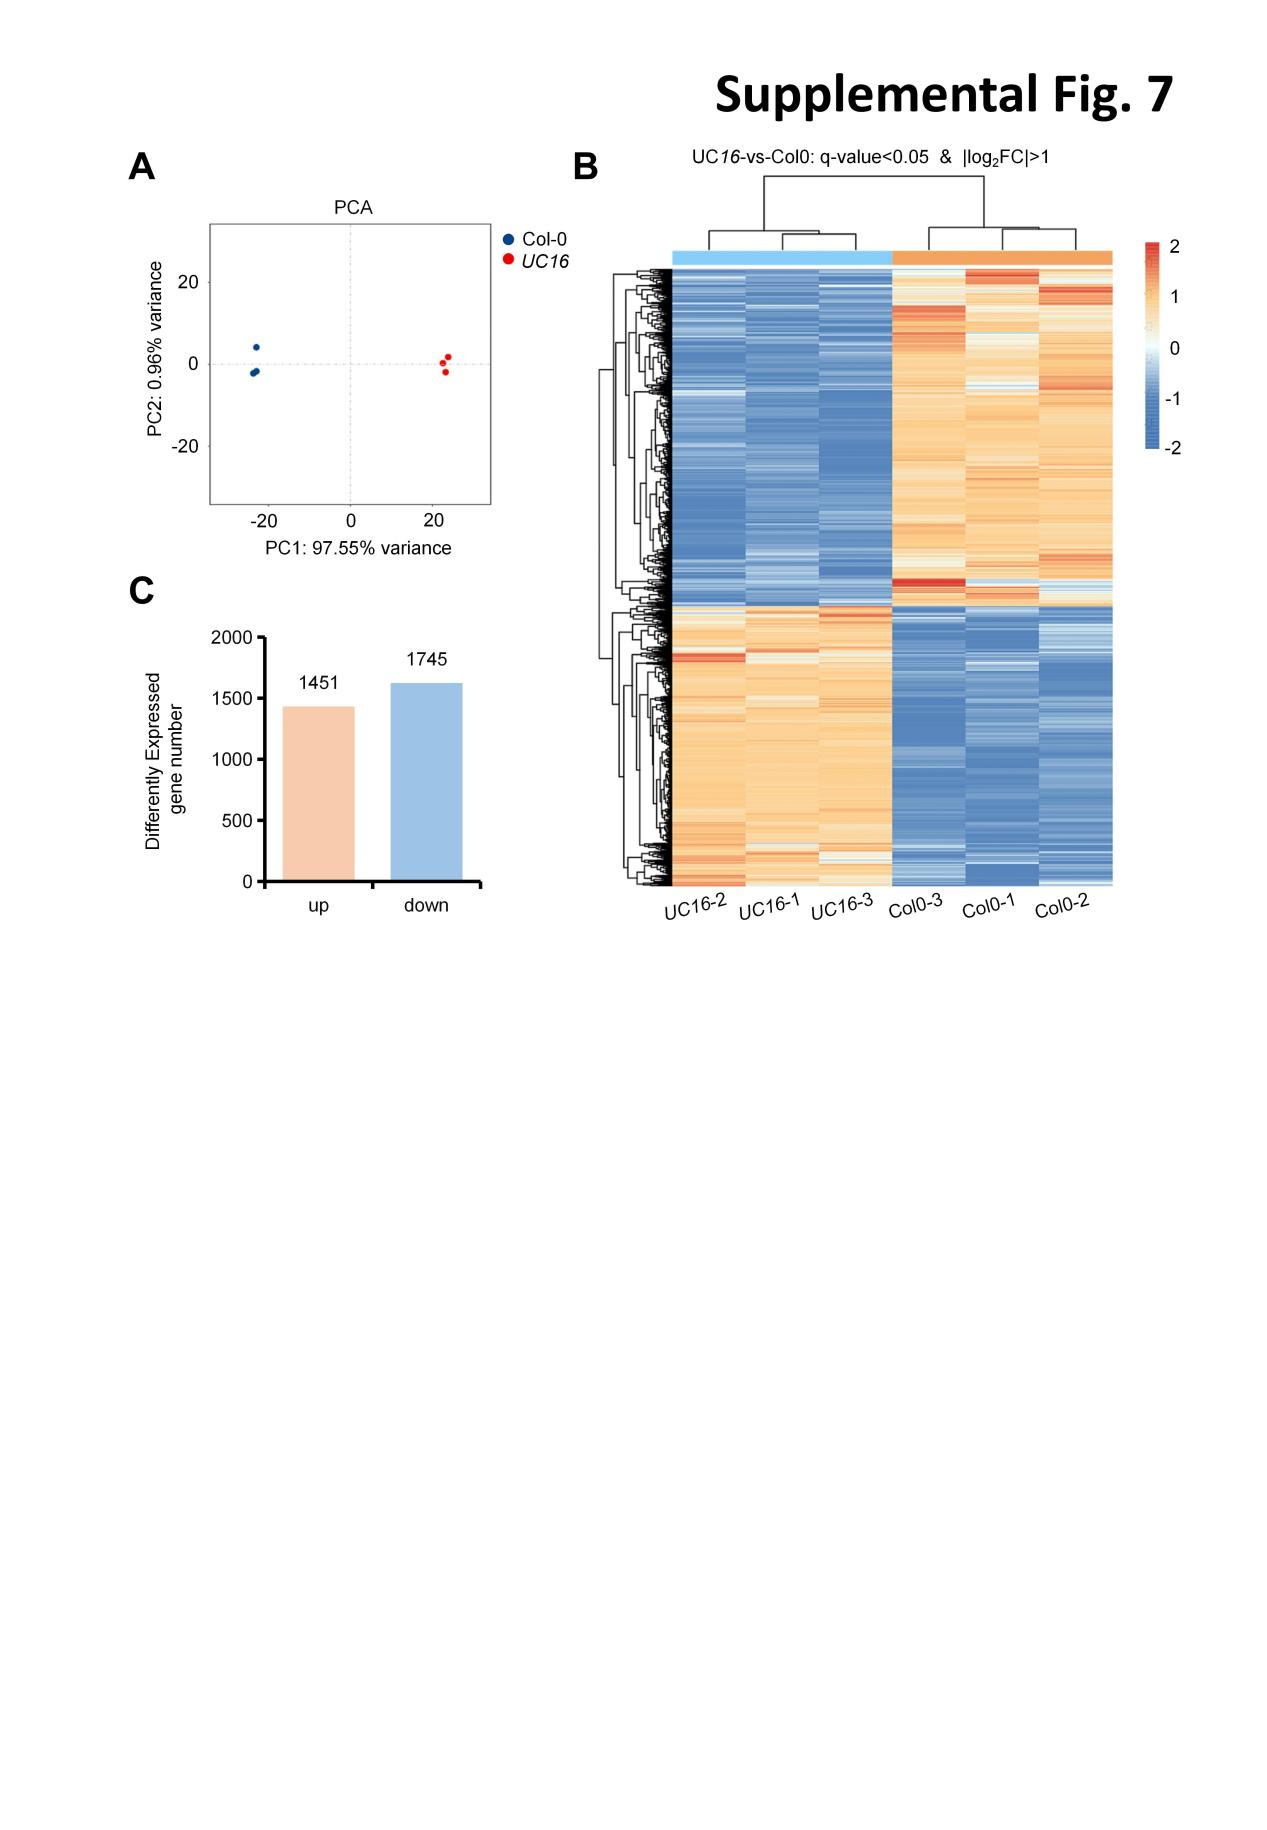 Supplemental Fig. 7
A
PCA
Col-0
UC16
20
0
-20
PC2: 0.96% variance
-20
0
20
PC1: 97.55% variance
B
UC16-vs-Col0: q-value<0.05 & |log₂FC|>1
2
1
0
-1
-2
UC16-2
UC16-1
UC16-3
Col0-3
Col0-1
Col0-2
C
Differently Expressed
gene number
2000
1500
1000
500
0
1451
1745
up
down